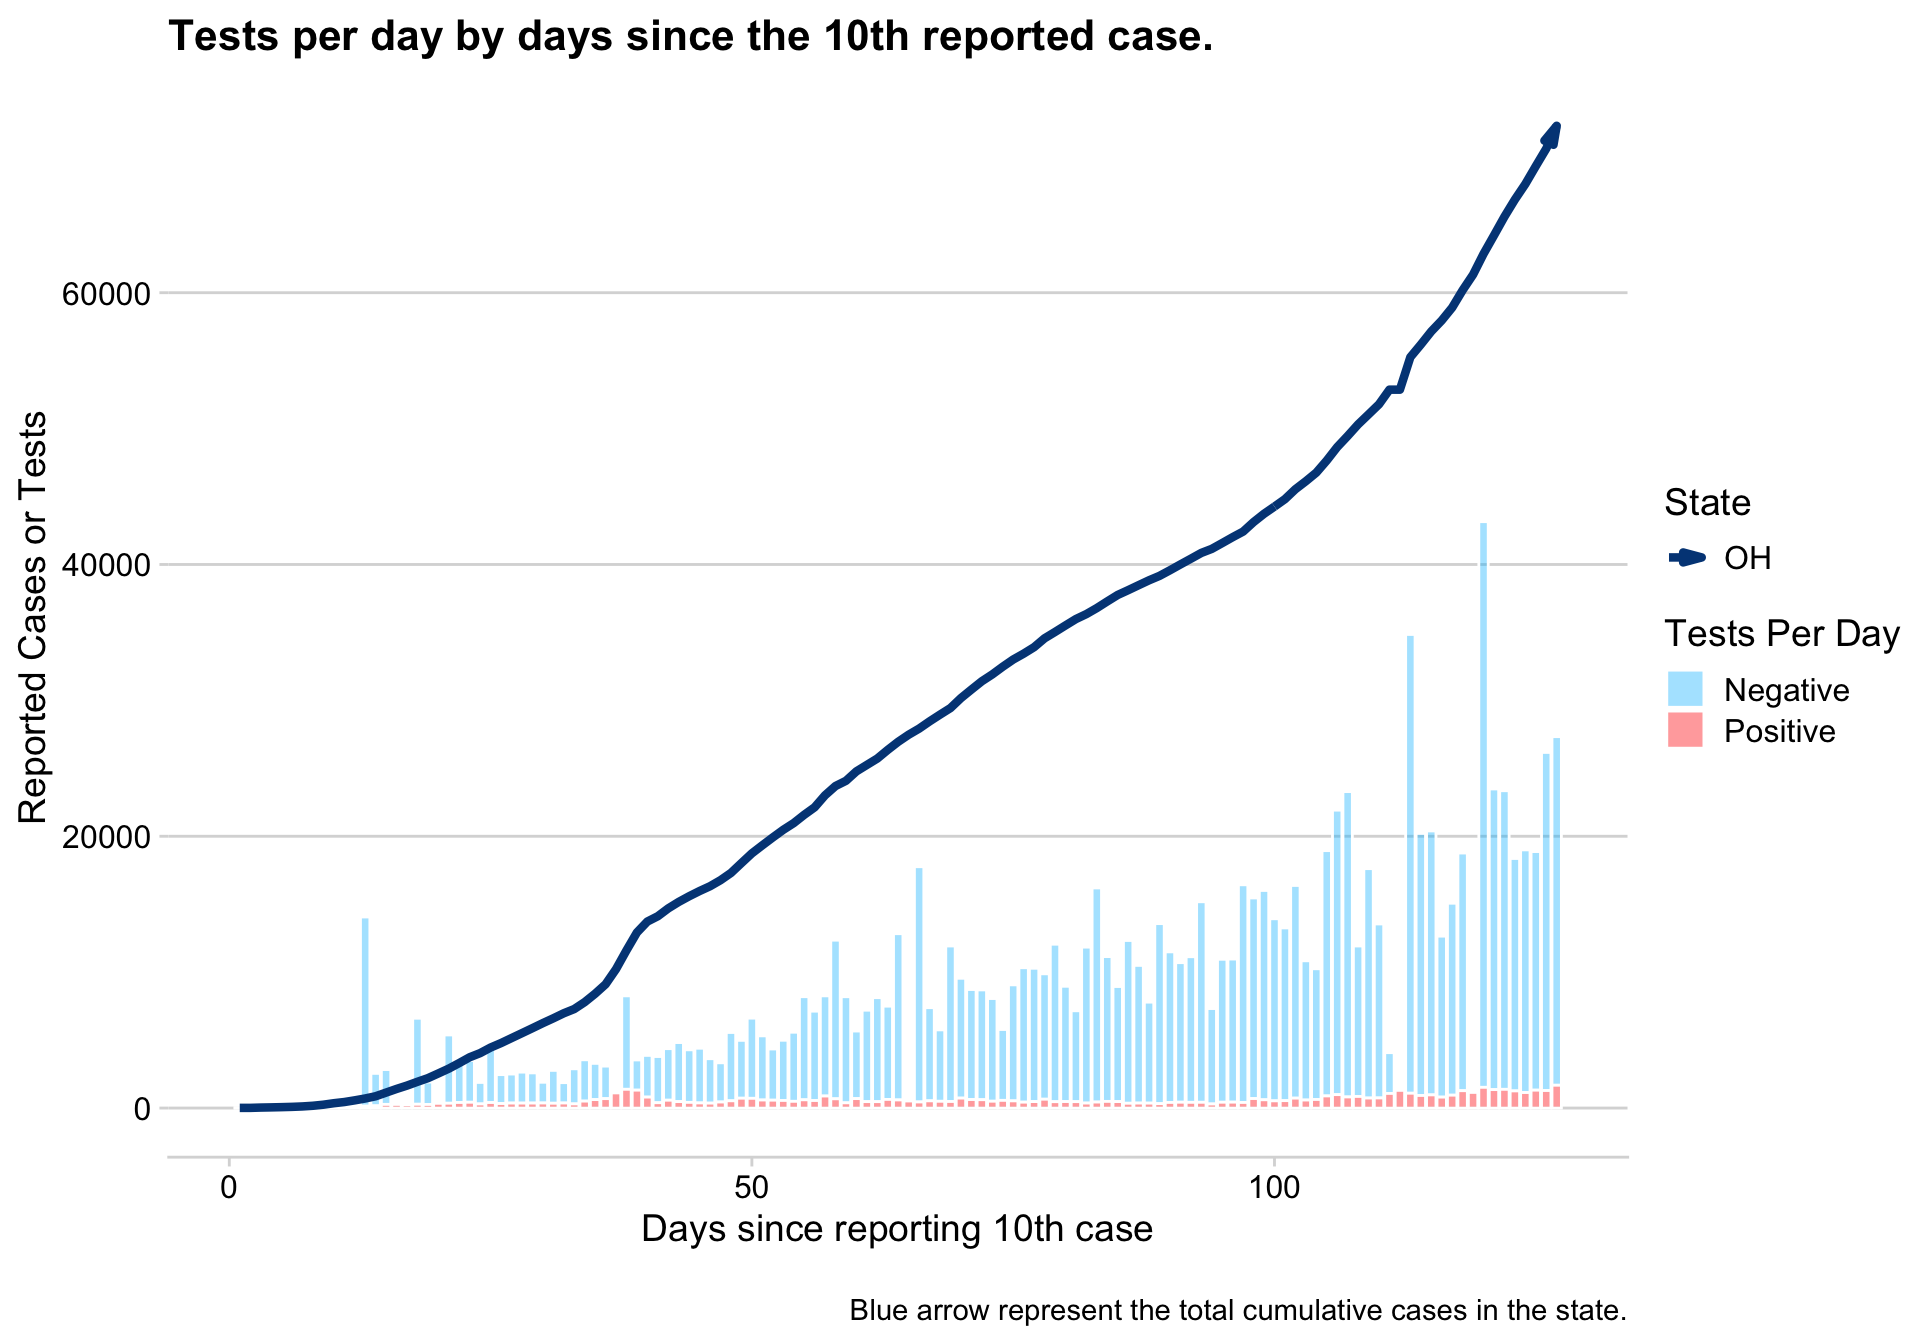 Tests per day by days since the 10th reported case.
Reported Cases or Tests
60000
40000
20000
0
0
50
100
Days since reporting 10th case
State
OH
Tests Per Day
Negative
Positive
Blue arrow represent the total cumulative cases in the state.